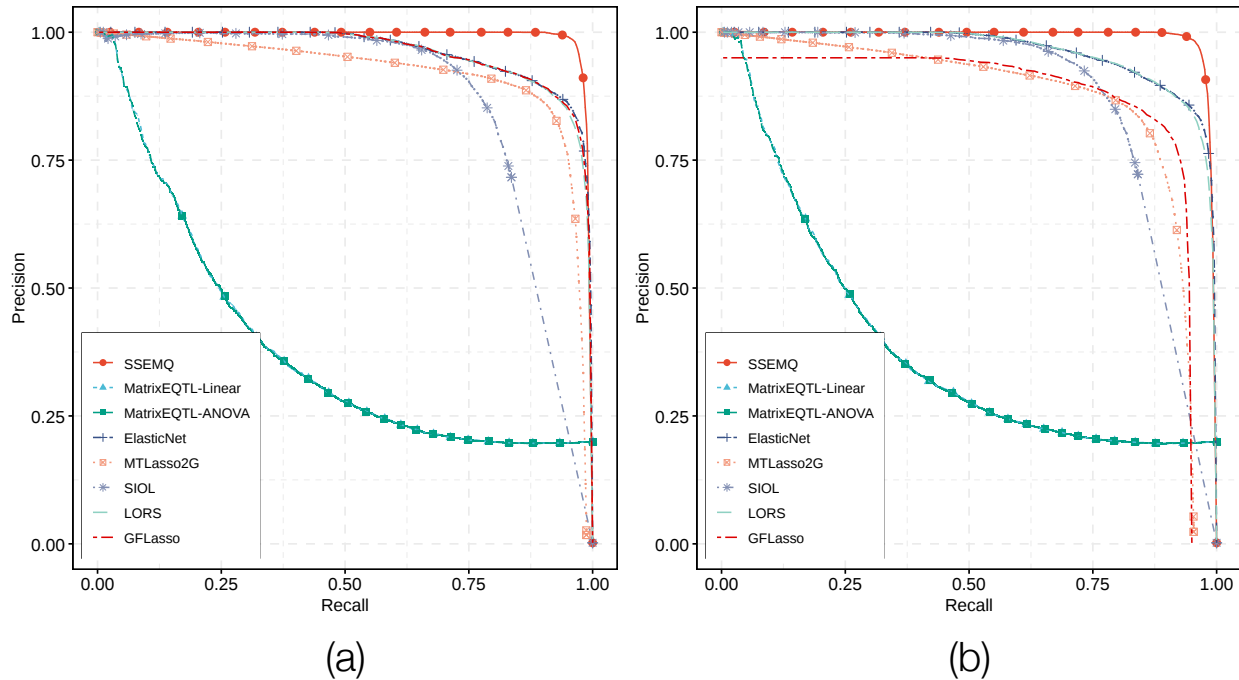 1.00
0.75
0.50
0.25
0.00
Precision
SSEMQ
MatrixEQTL-Linear
MatrixEQTL-ANOVA
ElasticNet
MTLasso2G
SIOL
LORS
GFLasso
0.00 0.25 0.50 0.75 1.00
Recall
(a)
1.00
0.75
0.50
0.25
0.00
Precision
SSEMQ
MatrixEQTL-Linear
MatrixEQTL-ANOVA
ElasticNet
MTLasso2G
SIOL
LORS
GFLasso
0.00 0.25 0.50 0.75 1.00
Recall
(b)